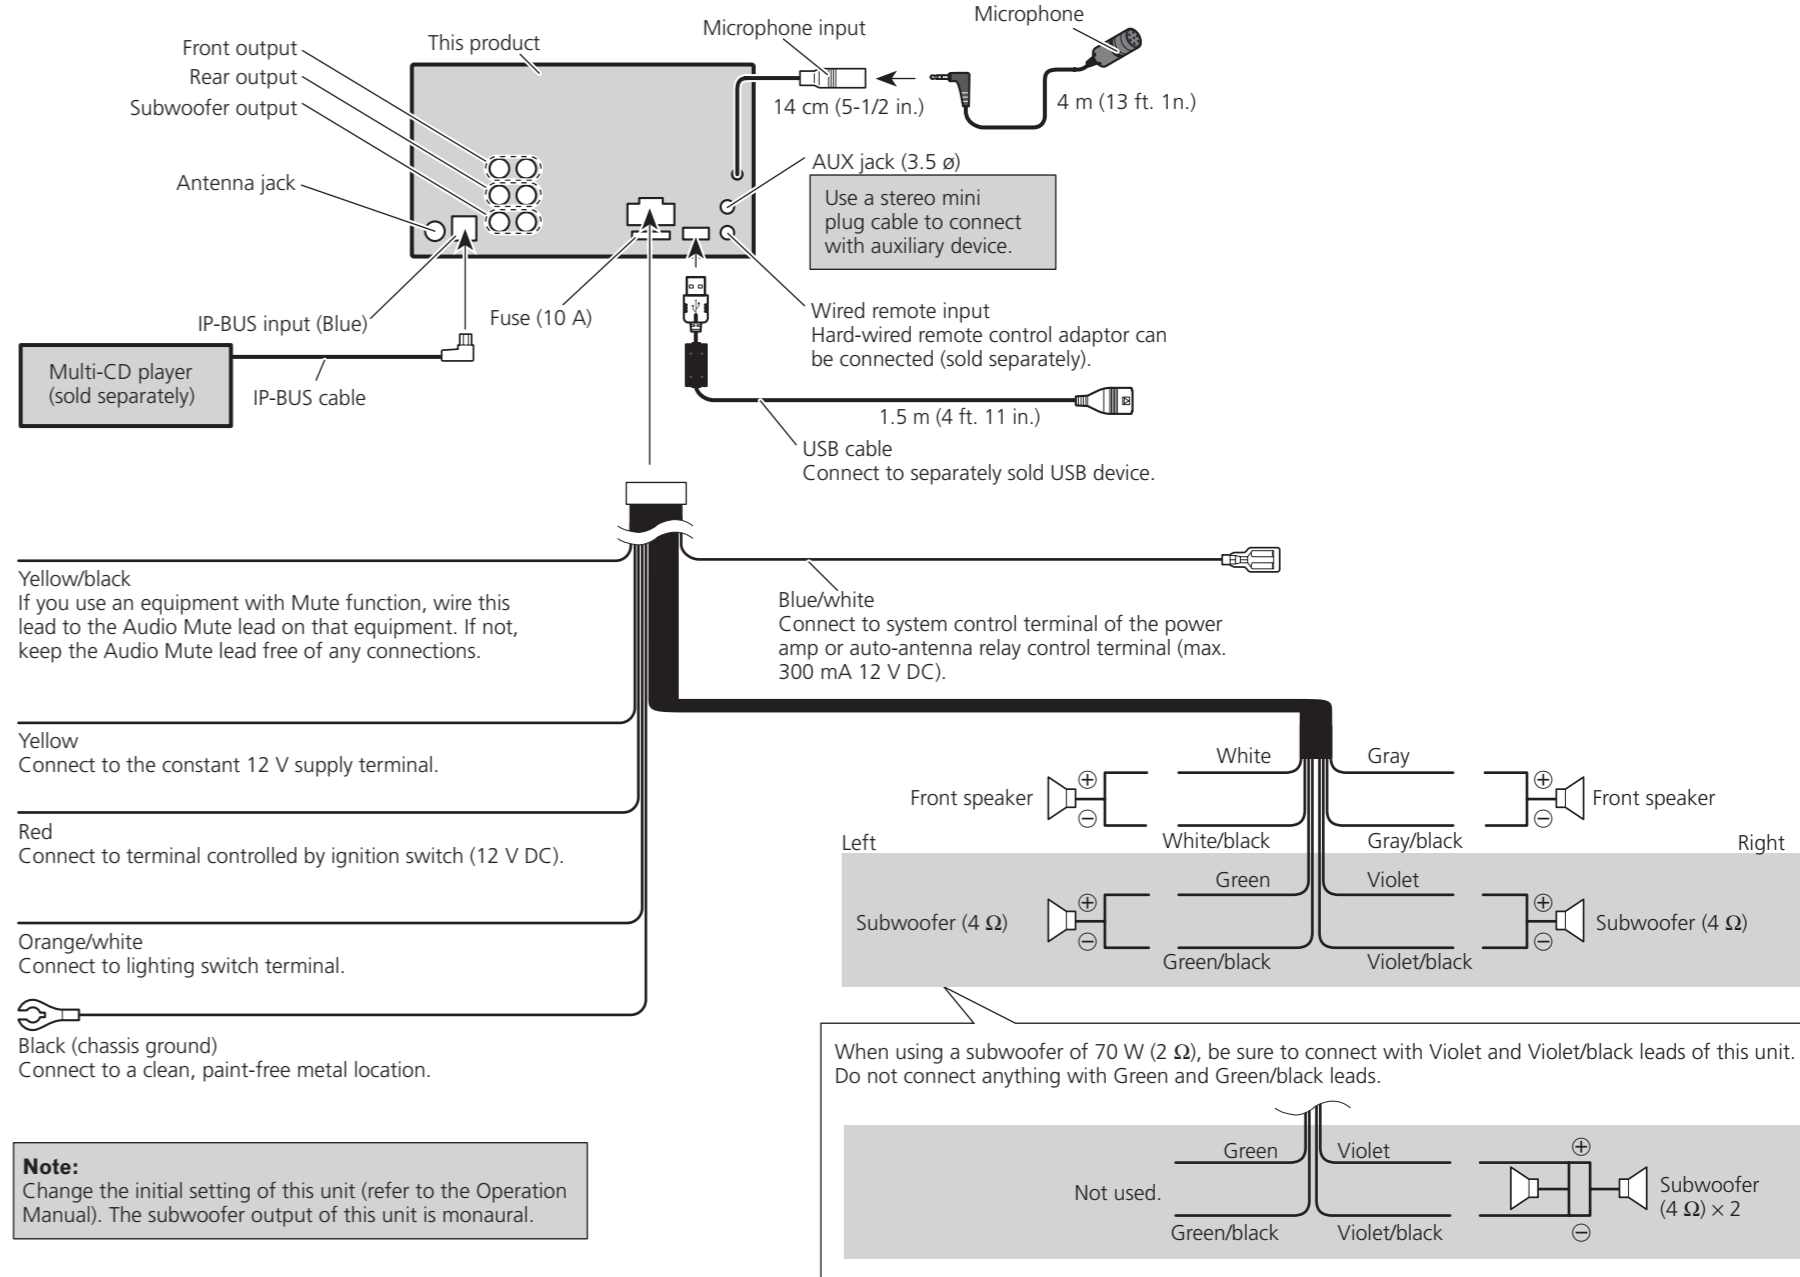 Microphone
Microphone input
This product
Front output
Rear output
Subwoofer output
14 cm (5-1/2 in.)
4 m (13 ft. 1n.)
AUX jack (3.5 ø)
Antenna jack
Use a stereo mini
plug cable to connect
with auxiliary device.
IP-BUS input (Blue)
Fuse (10 A)
Wired remote input
Hard-wired remote control adaptor can
be connected (sold separately).
Multi-CD player
(sold separately)
IP-BUS cable
1.5 m (4 ft. 11 in.)
USB cable
Connect to separately sold USB device.
Yellow/black
If you use an equipment with Mute function, wire this
lead to the Audio Mute lead on that equipment. If not,
keep the Audio Mute lead free of any connections.
Blue/white
Connect to system control terminal of the power
amp or auto-antenna relay control terminal (max.
300 mA 12 V DC).
Yellow
Connect to the constant 12 V supply terminal.
Red
Connect to terminal controlled by ignition switch (12 V DC).
Orange/white
Connect to lighting switch terminal.
Black (chassis ground)
Connect to a clean, paint-free metal location.
White
Gray
⊕ ⊕
Front speaker
Front speaker
⊖ ⊖
White/black
Gray/black
Left
Right
Green
Violet
⊕ ⊕
Subwoofer (4 Ω)
Subwoofer (4 Ω)
⊖ ⊖
Green/black
Violet/black
When using a subwoofer of 70 W (2 Ω), be sure to connect with Violet and Violet/black leads of this unit.
Do not connect anything with Green and Green/black leads.
Green
Violet
⊕
Not used.
Subwoofer
(4 Ω) × 2
Green/black
Violet/black
⊖
Note:
Change the initial setting of this unit (refer to the Operation
Manual). The subwoofer output of this unit is monaural.